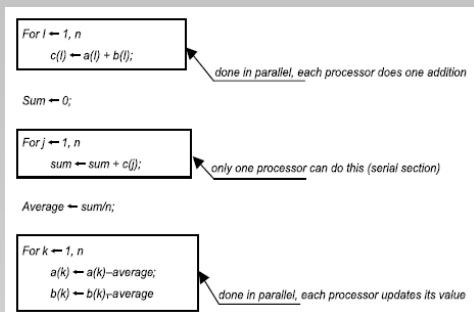 For I ← 1, n
c(I) ← a(I) + b(I);
done in parallel, each processor does one addition
Sum ← 0;
For j ← 1, n
sum ← sum + c(j);
only one processor can do this (serial section)
Average ← sum/n;
For k ← 1, n
a(k) ← a(k)–average;
b(k) ← b(k)–average
done in parallel, each processor updates its value